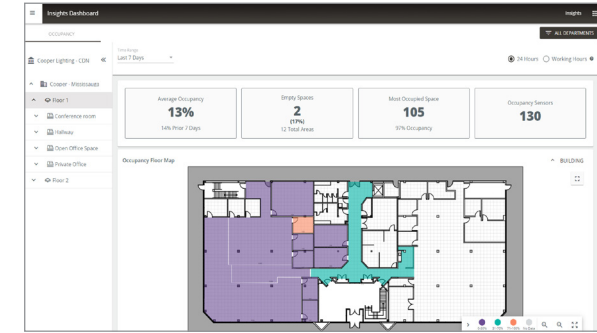 Insights Dashboard
Insights
OCCUPANCY
ALL DEPARTMENTS
Cooper Lighting - CDN
Time Range
Last 7 Days
24 Hours
Working Hours
Cooper - Mississauga
Floor 1
Conference room
Hallway
Open Office Space
Private Office
Floor 2
Average Occupancy
13%
14% Prior 7 Days
Empty Spaces
2
(17%)
12 Total Areas
Most Occupied Space
105
97% Occupancy
Occupancy Sensors
130
Occupancy Floor Map
BUILDING
No Data